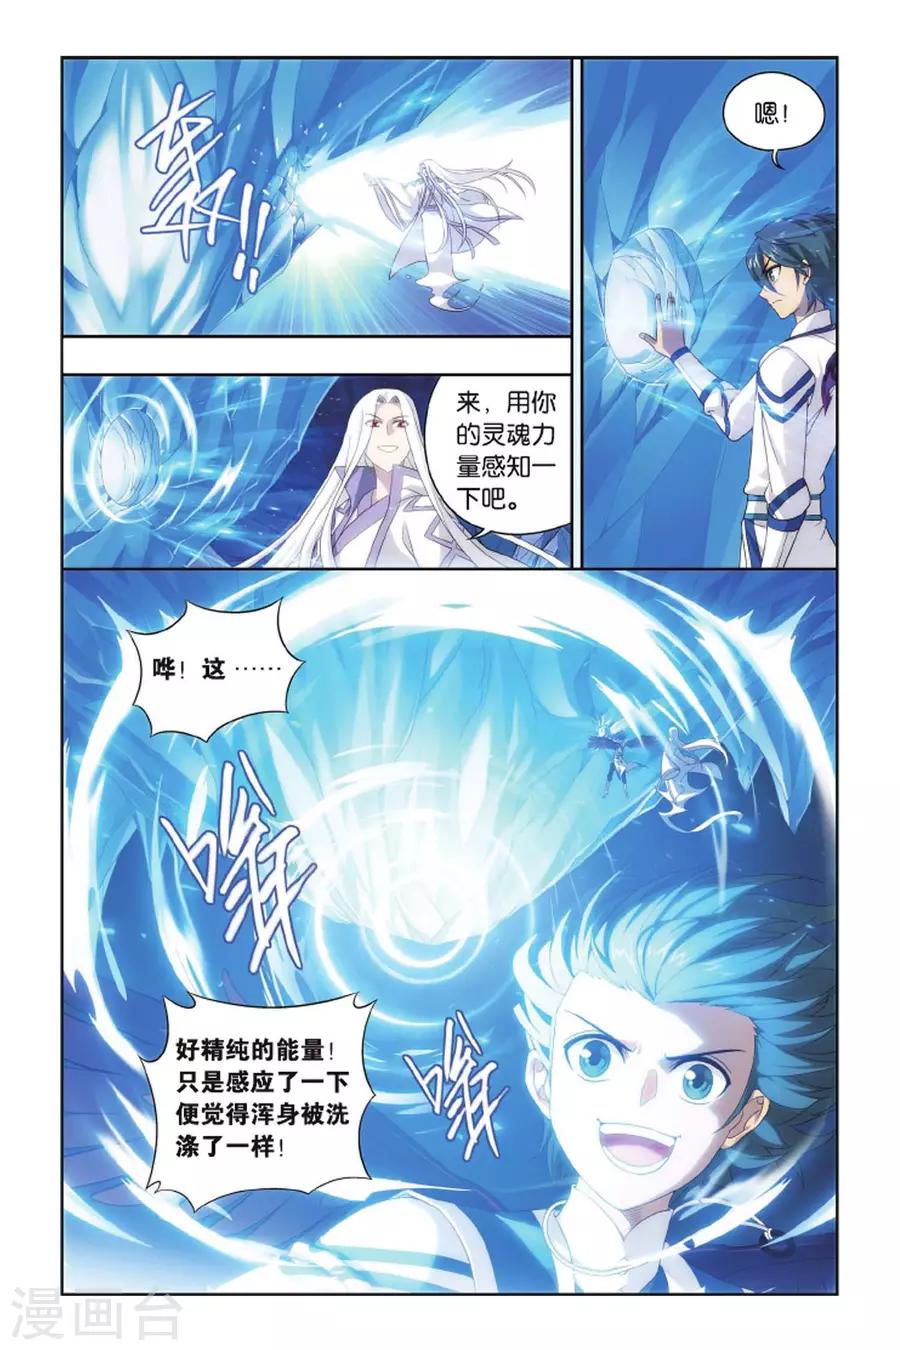 轰!!
嗯！
来，用你
的灵魂力
量感知一
下吧。
哗！这……
嗡
好精纯的能量！
只是感应了一下
便觉得浑身被洗
涤了一样！
嗡
漫画台